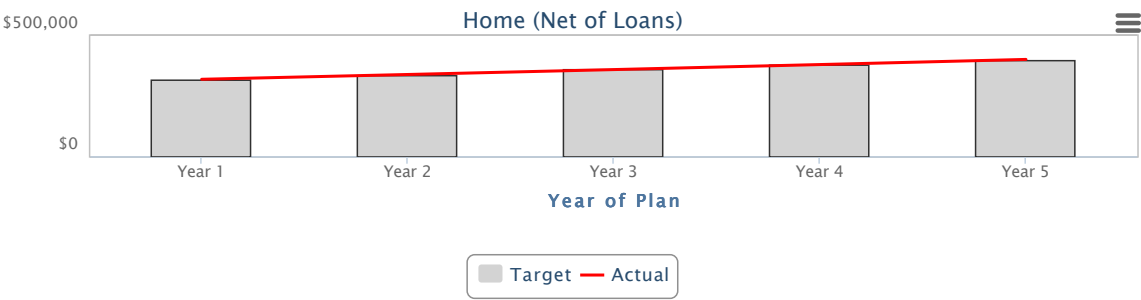 Home (Net of Loans)
$500,000
$0
Year 1 Year 2 Year 3 Year 4 Year 5
Year of Plan
Target Actual